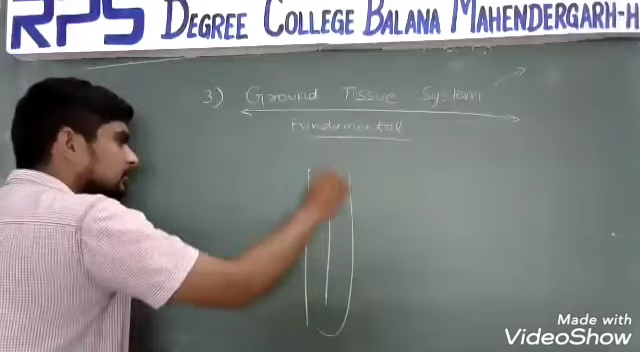 RPS DEGREE COLLEGE BALANA MAHENDERGARH-H
3) Ground Tissue System
Fundamental
Made with
VideoShow